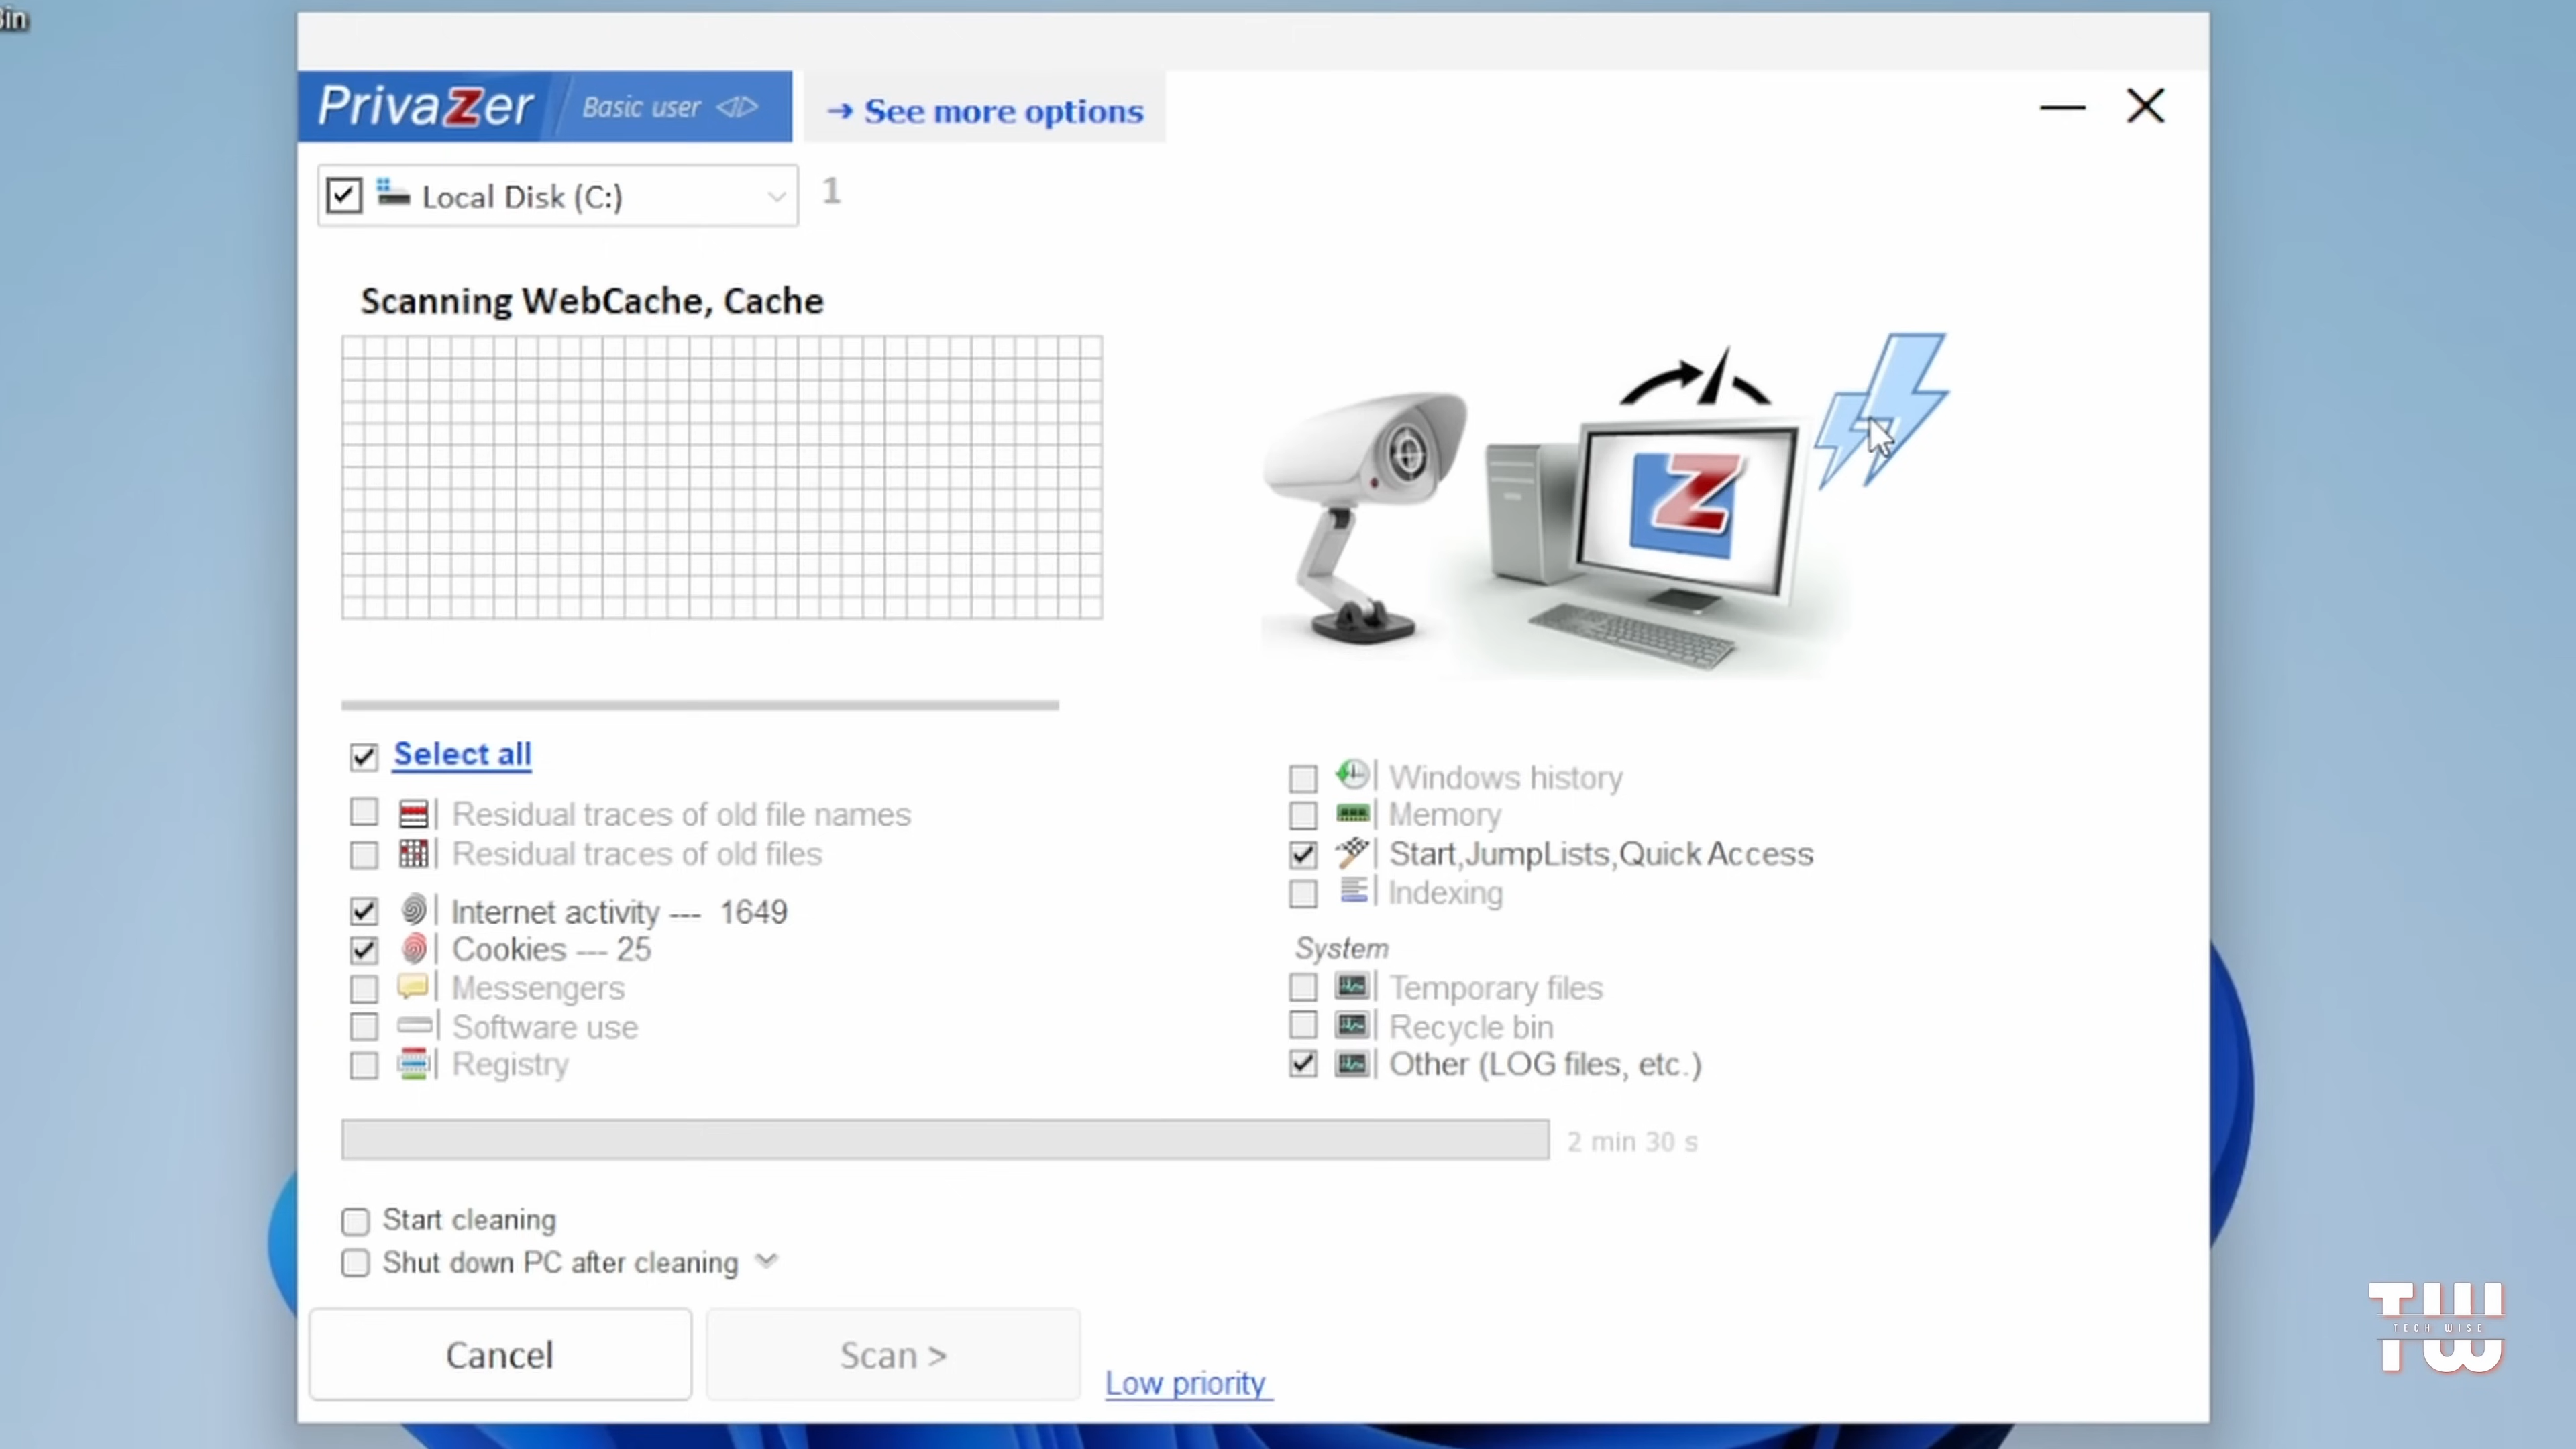 Bin
PrivaZer Basic user → See more options
Local Disk (C:) 1
Scanning WebCache, Cache
Z
Select all
Residual traces of old file names
Residual traces of old files
Internet activity --- 1649
Cookies --- 25
Messengers
Software use
Registry
Windows history
Memory
Start,JumpLists,Quick Access
Indexing
System
Temporary files
Recycle bin
Other (LOG files, etc.)
2 min 30 s
Start cleaning
Shut down PC after cleaning
Cancel
Scan >
Low priority
TW
TECH WISE